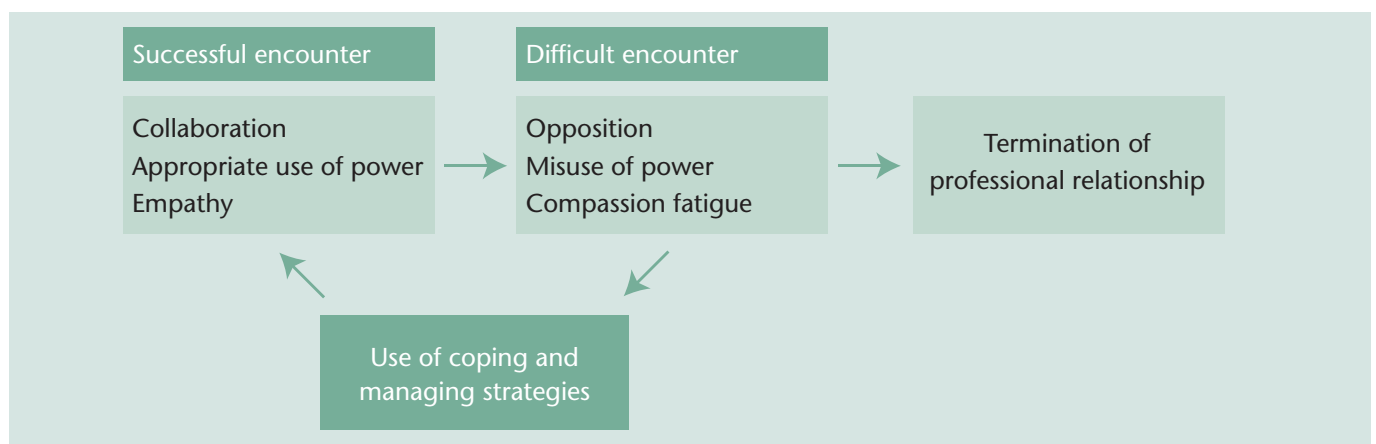 Successful encounter
Collaboration
Appropriate use of power
Empathy
Difficult encounter
Opposition
Misuse of power
Compassion fatigue
Termination of
professional relationship
Use of coping and
managing strategies